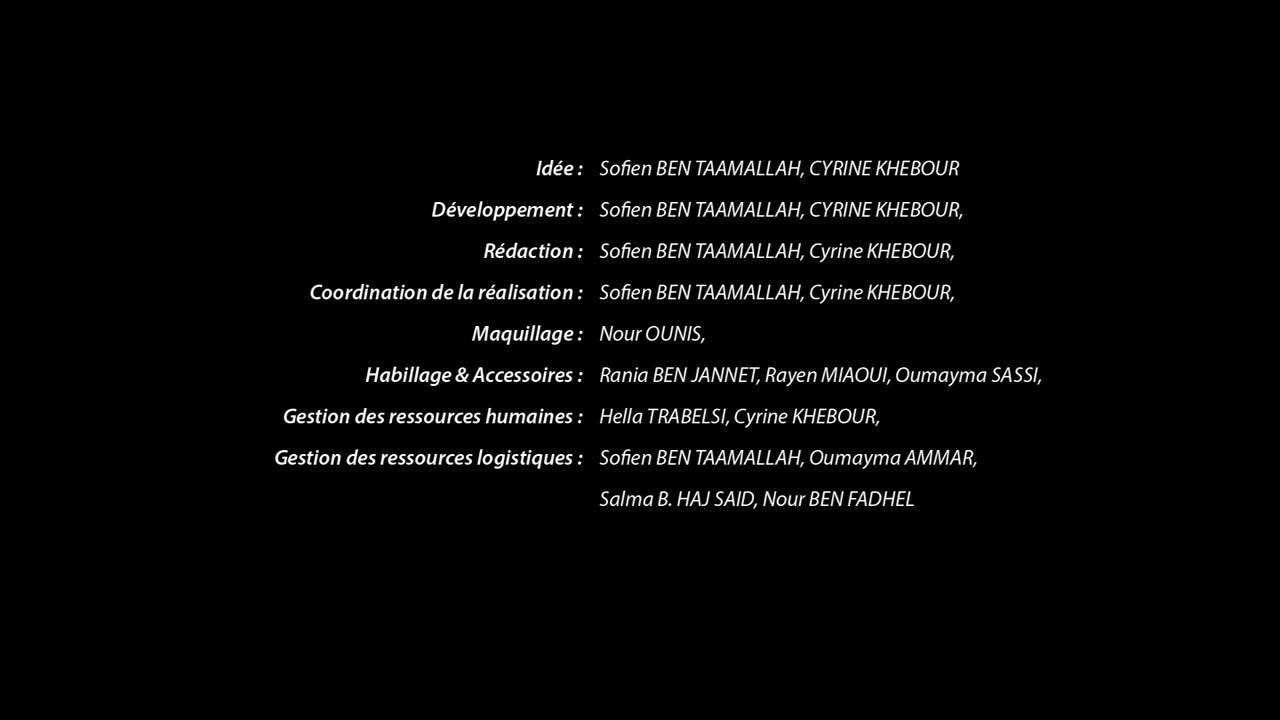 Idée : Sofien BEN TAAMALLAH, CYRINE KHEBOUR
Développement : Sofien BEN TAAMALLAH, CYRINE KHEBOUR,
Rédaction : Sofien BEN TAAMALLAH, Cyrine KHEBOUR,
Coordination de la réalisation : Sofien BEN TAAMALLAH, Cyrine KHEBOUR,
Maquillage : Nour OUNIS,
Habillage & Accessoires : Rania BEN JANNET, Rayen MIAOUI, Oumayma SASSI,
Gestion des ressources humaines : Hella TRABELSI, Cyrine KHEBOUR,
Gestion des ressources logistiques : Sofien BEN TAAMALLAH, Oumayma AMMAR,
Salma B. HAJ SAID, Nour BEN FADHEL